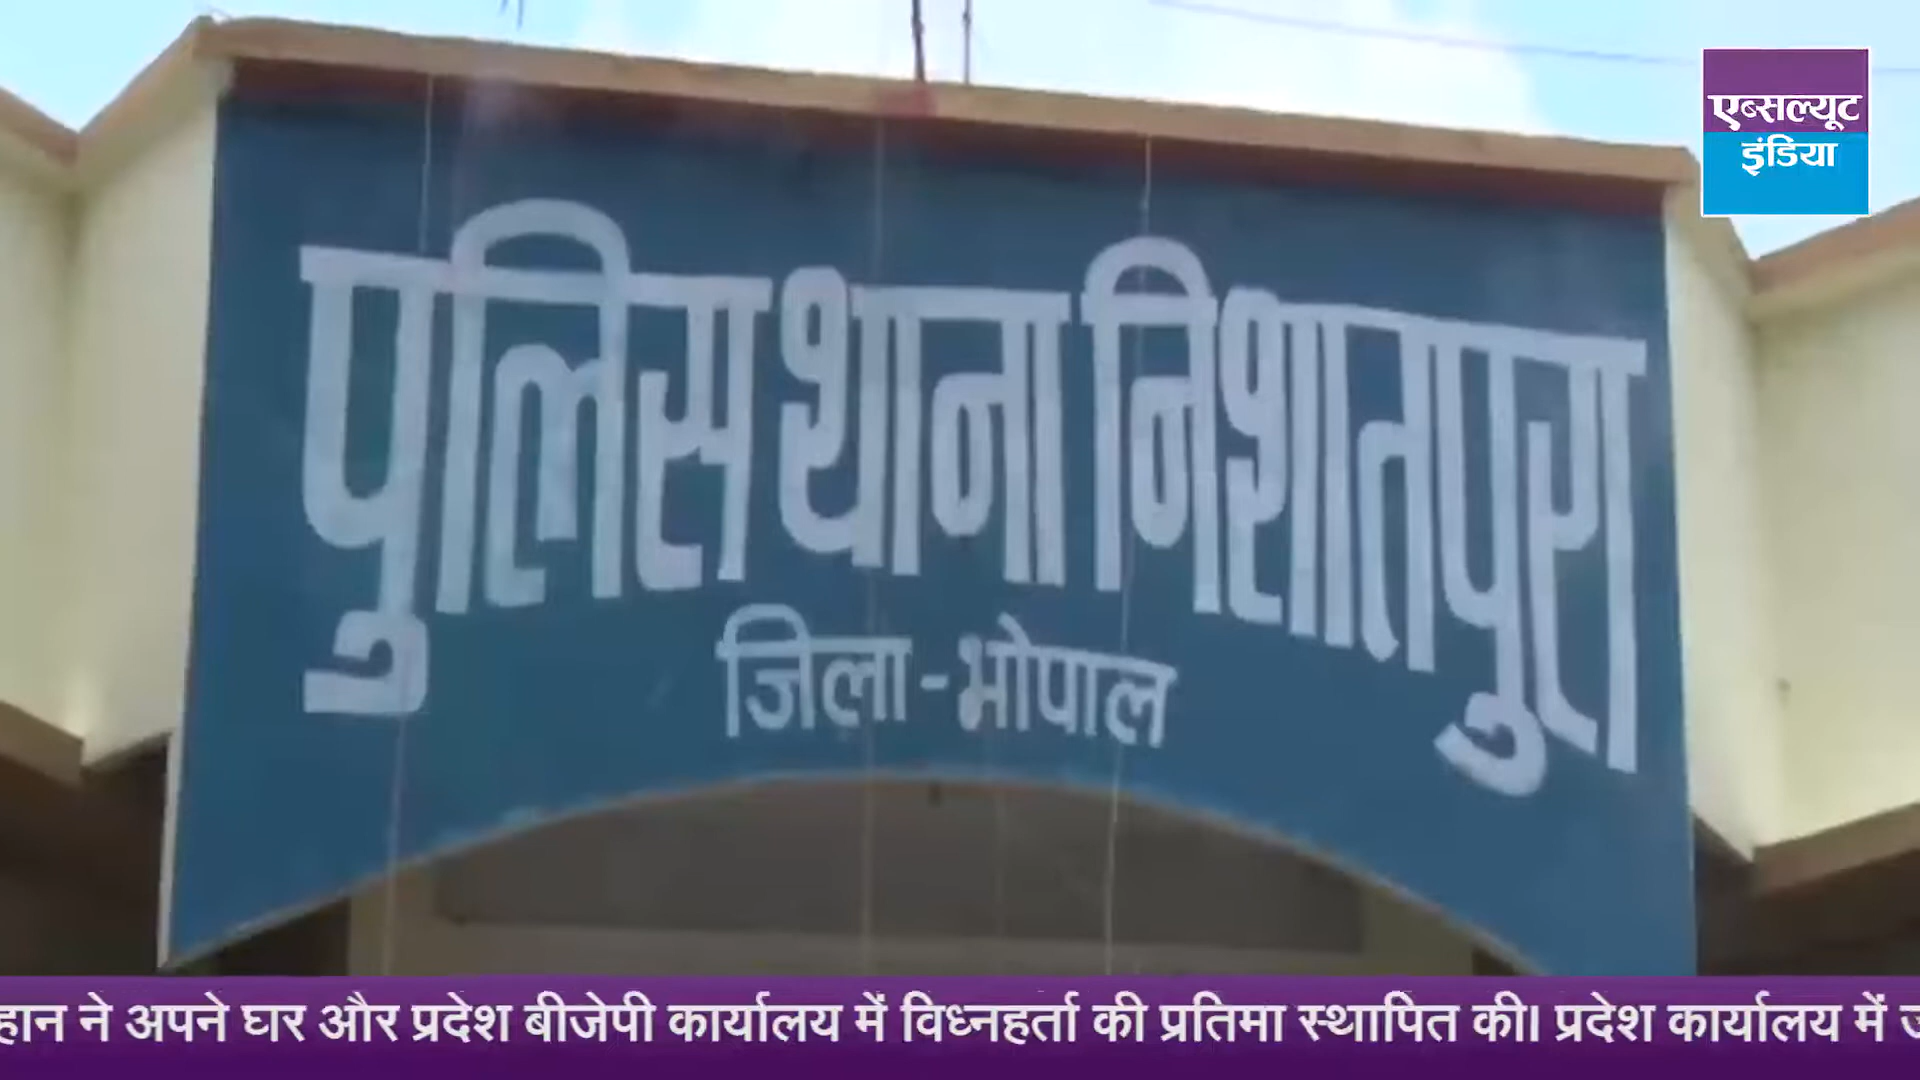 एब्सल्यूट
इंडिया
पुलिस थाना निशातपुरा
जिला - भोपाल
ने अपने घर और प्रदेश बीजेपी कार्यालय में विध्नहर्ता की प्रतिमा स्थापित की। प्रदेश कार्यालय में